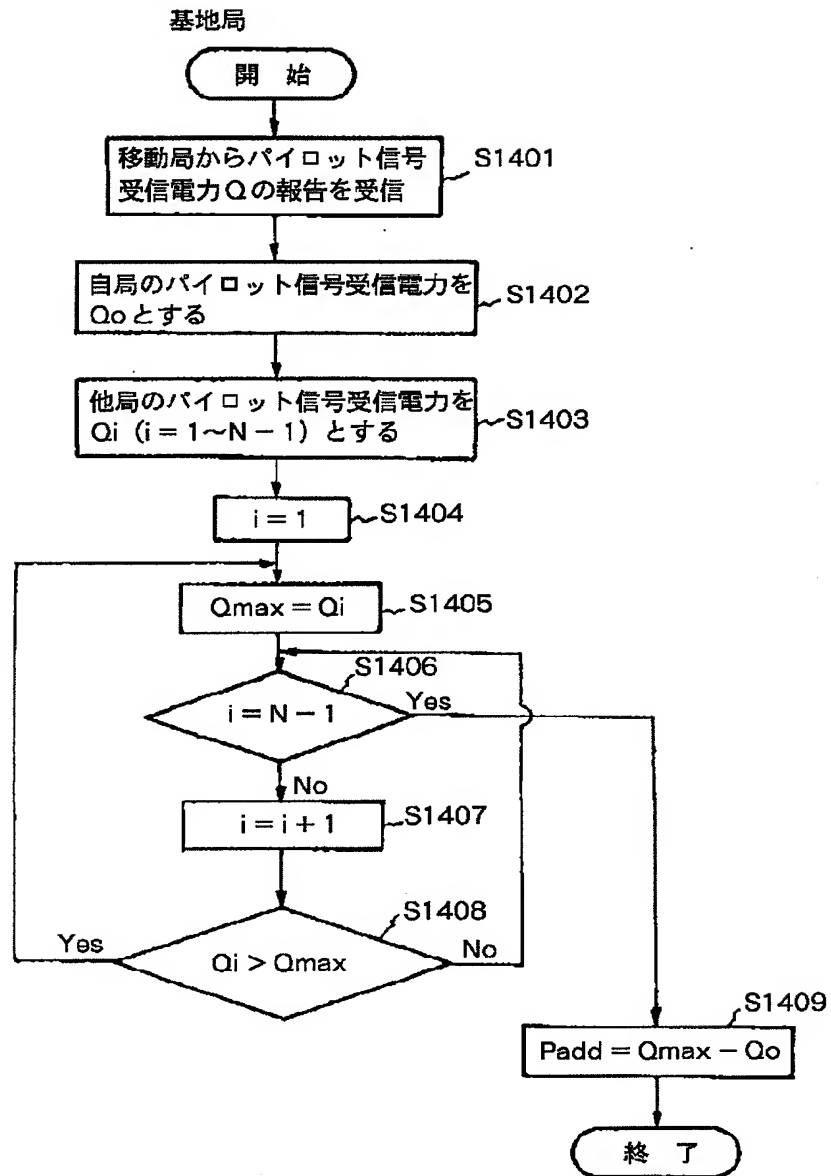 基地局
開 始
移動局からパイロット信号
受信電力Qの報告を受信
S1401
自局のパイロット信号受信電力を
Qoとする
S1402
他局のパイロット信号受信電力を
Qi(i=1~N-1)とする
S1403
i = 1
S1404
Qmax = Qi
S1405
S1406
i = N - 1
Yes
No
i = i + 1
S1407
S1408
Yes
Qi > Qmax
No
S1409
Padd = Qmax - Qo
終 了